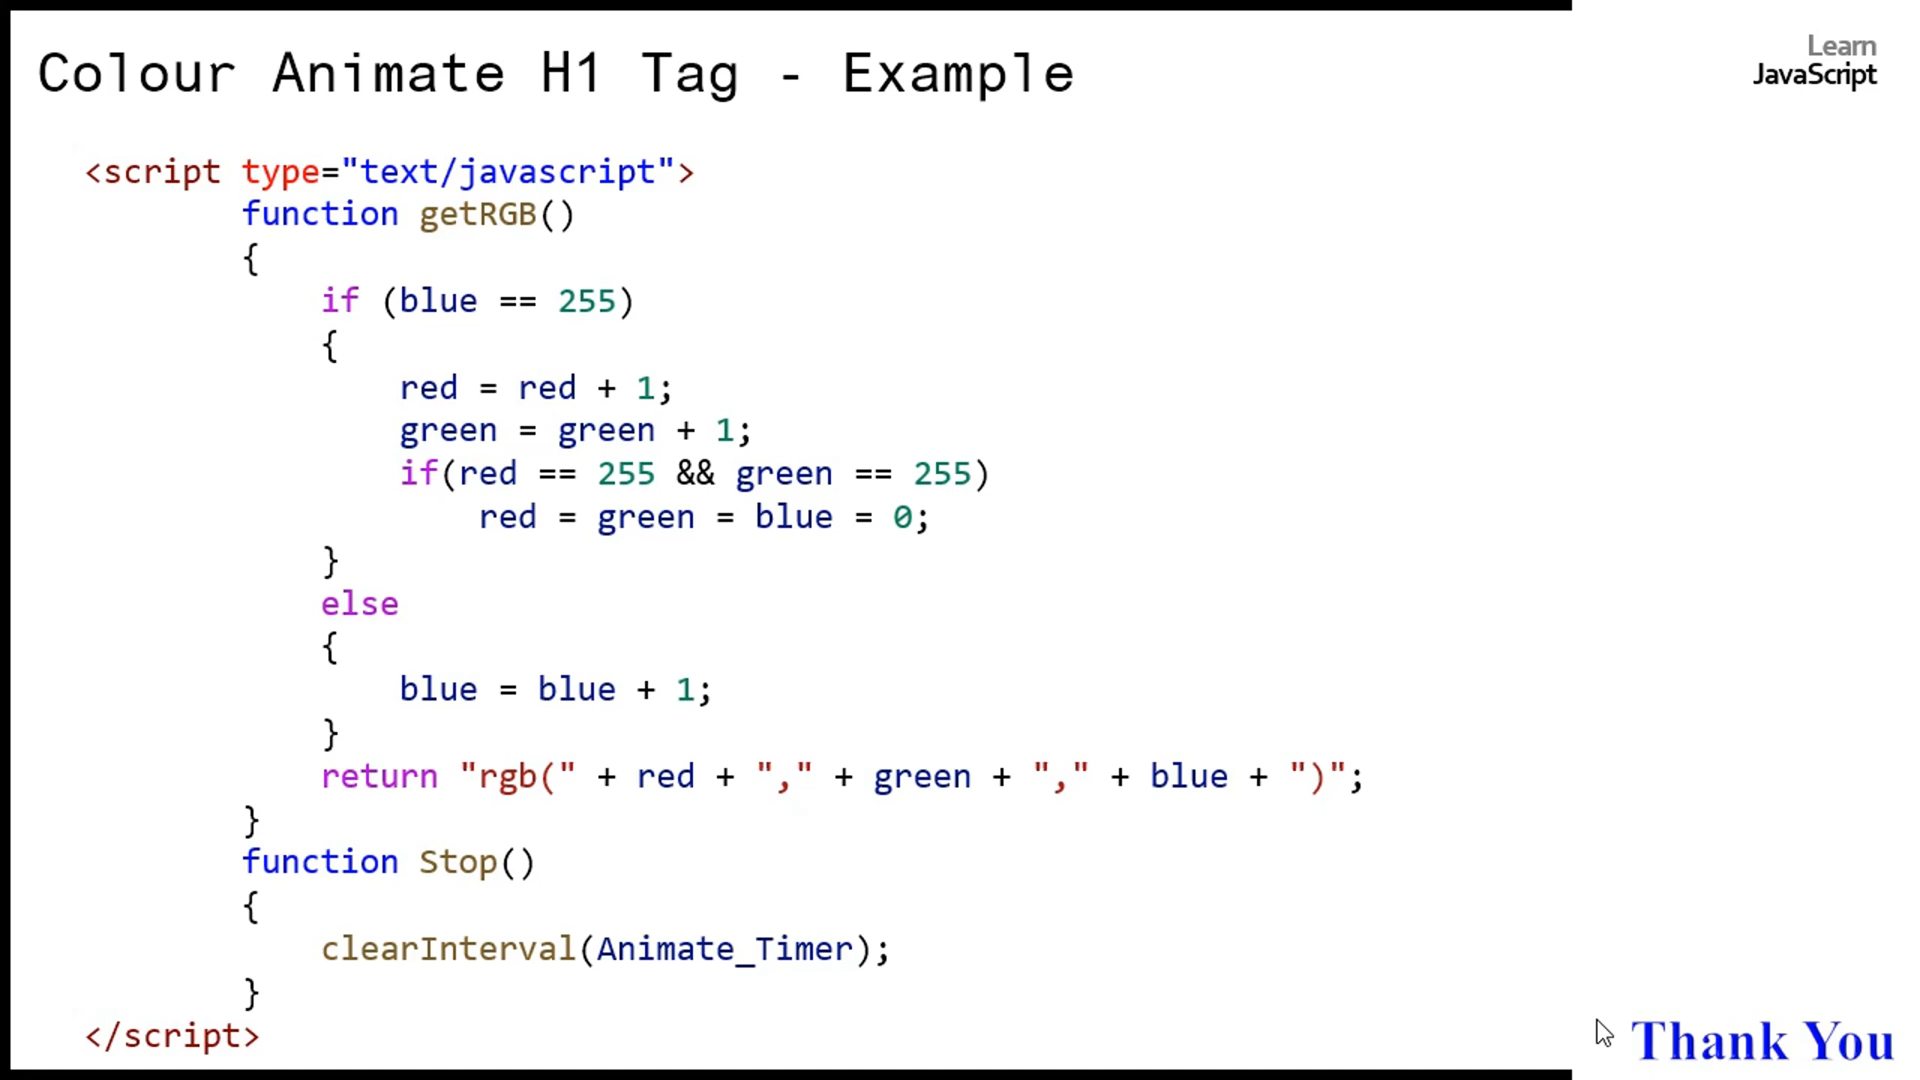 Colour Animate H1 Tag - Example
Learn
JavaScript
<script type="text/javascript">
function getRGB()
{
if (blue == 255)
{
red = red + 1;
green = green + 1;
if(red == 255 && green == 255)
red = green = blue = 0;
}
else
{
blue = blue + 1;
}
return "rgb(" + red + "," + green + "," + blue + ")";
}
function Stop()
{
clearInterval(Animate_Timer);
}
</script>
Thank You